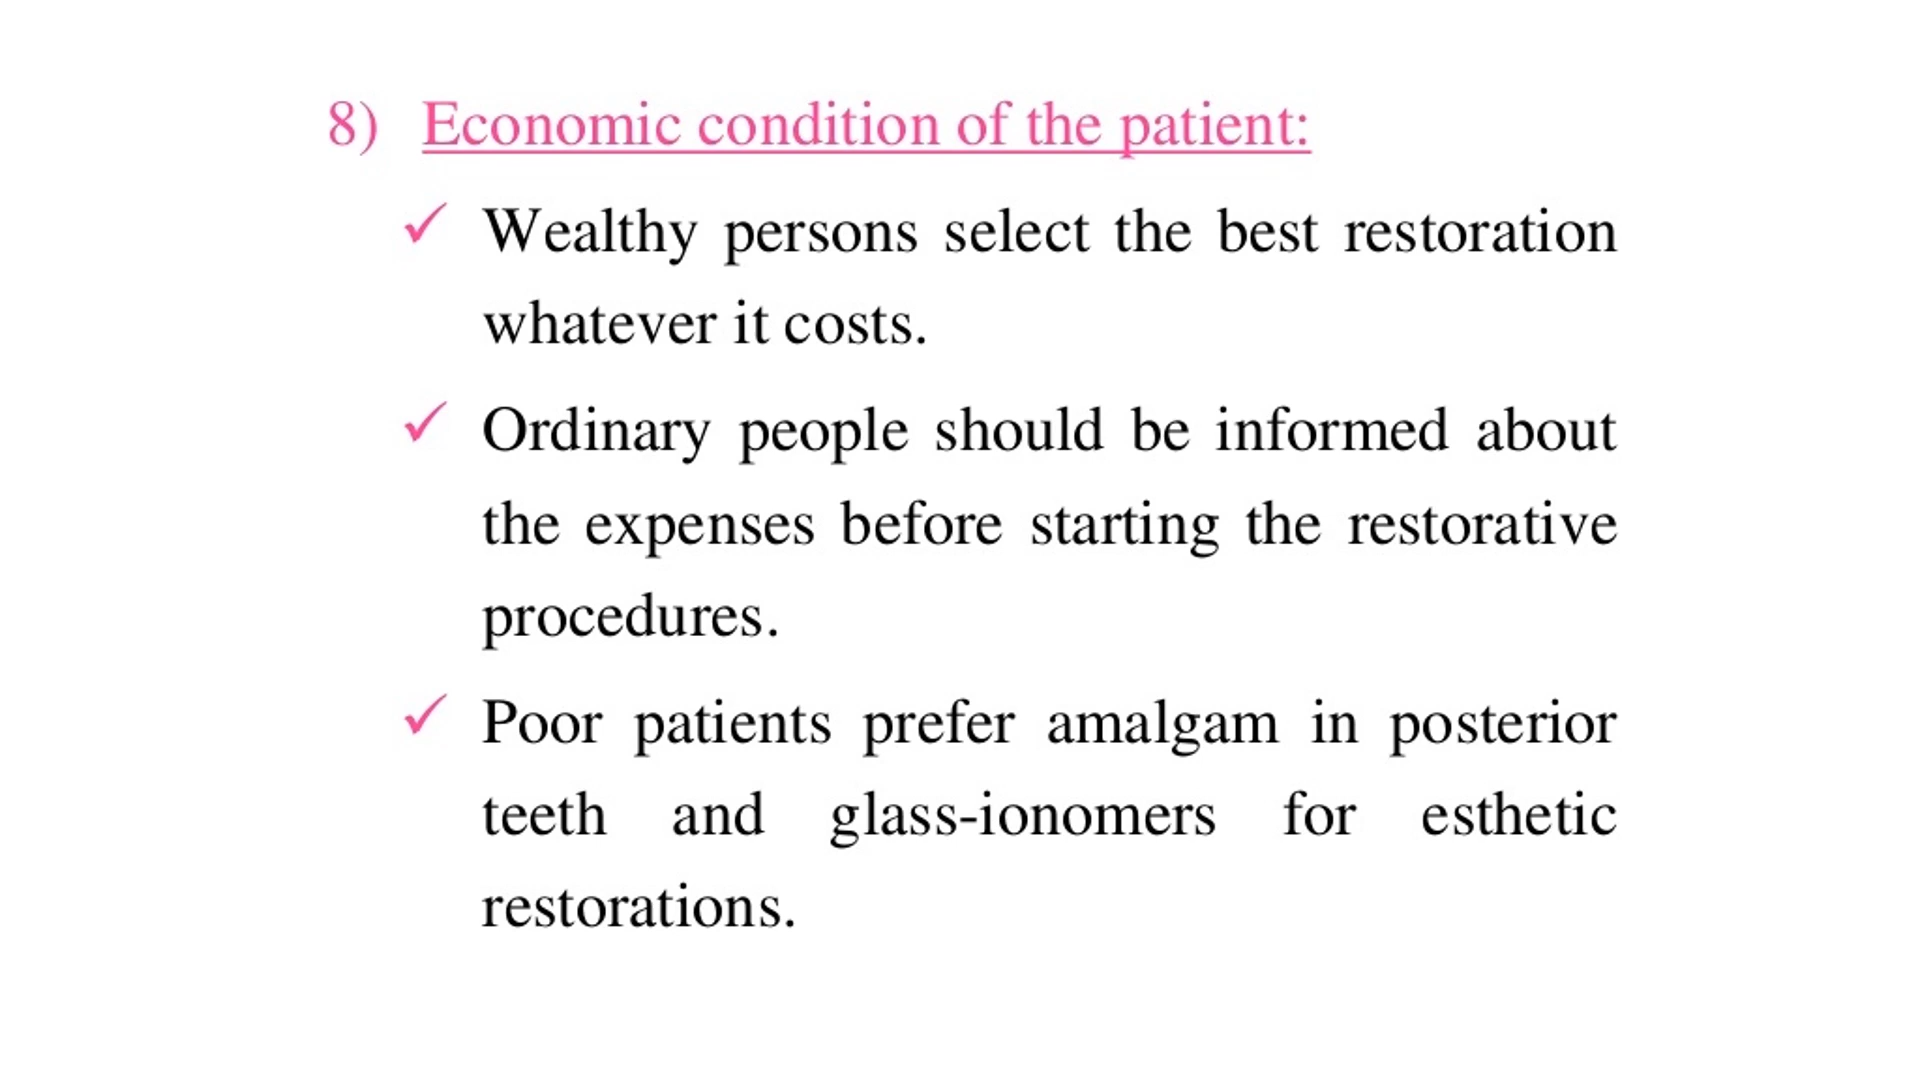 8) Economic condition of the patient:
✓ Wealthy persons select the best restoration
whatever it costs.
✓ Ordinary people should be informed about
the expenses before starting the restorative
procedures.
✓ Poor patients prefer amalgam in posterior
teeth and glass-ionomers for esthetic
restorations.